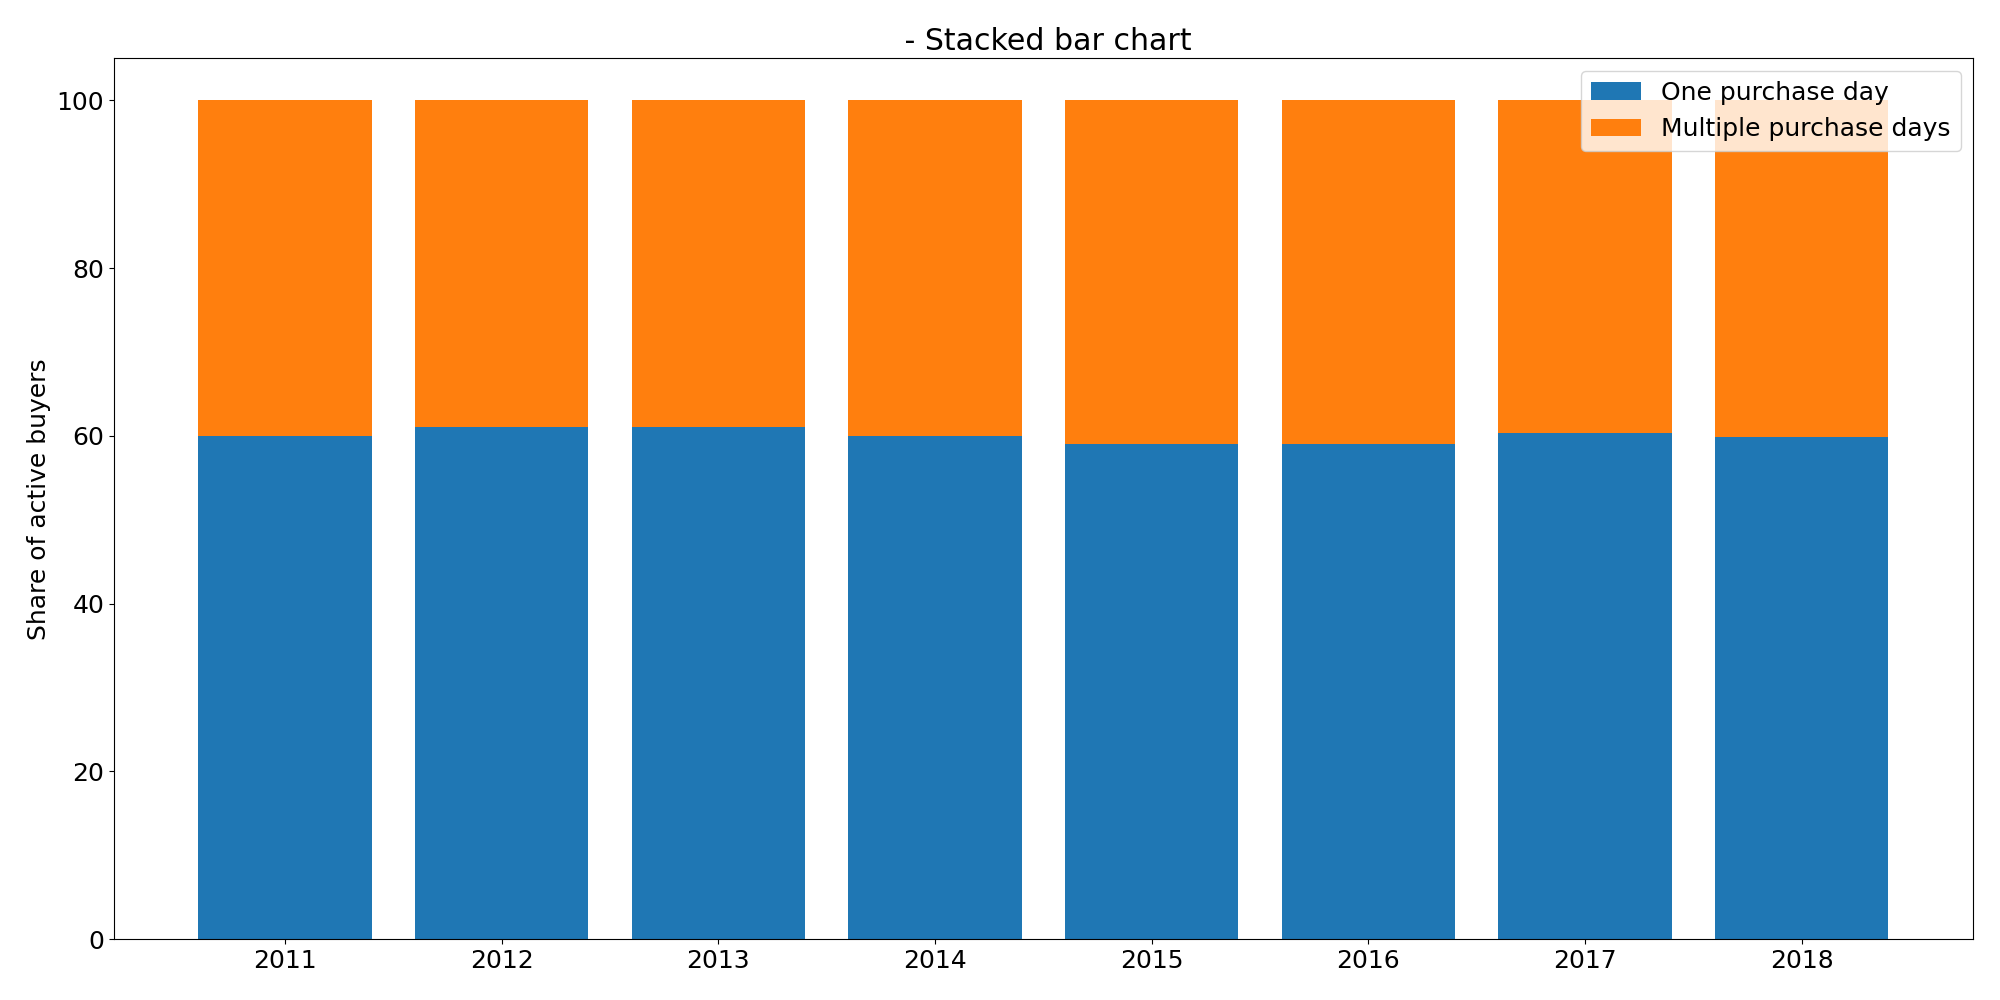 - Stacked bar chart
One purchase day
Multiple purchase days
Share of active buyers
100
80
60
40
20
0
2011 2012 2013 2014 2015 2016 2017 2018